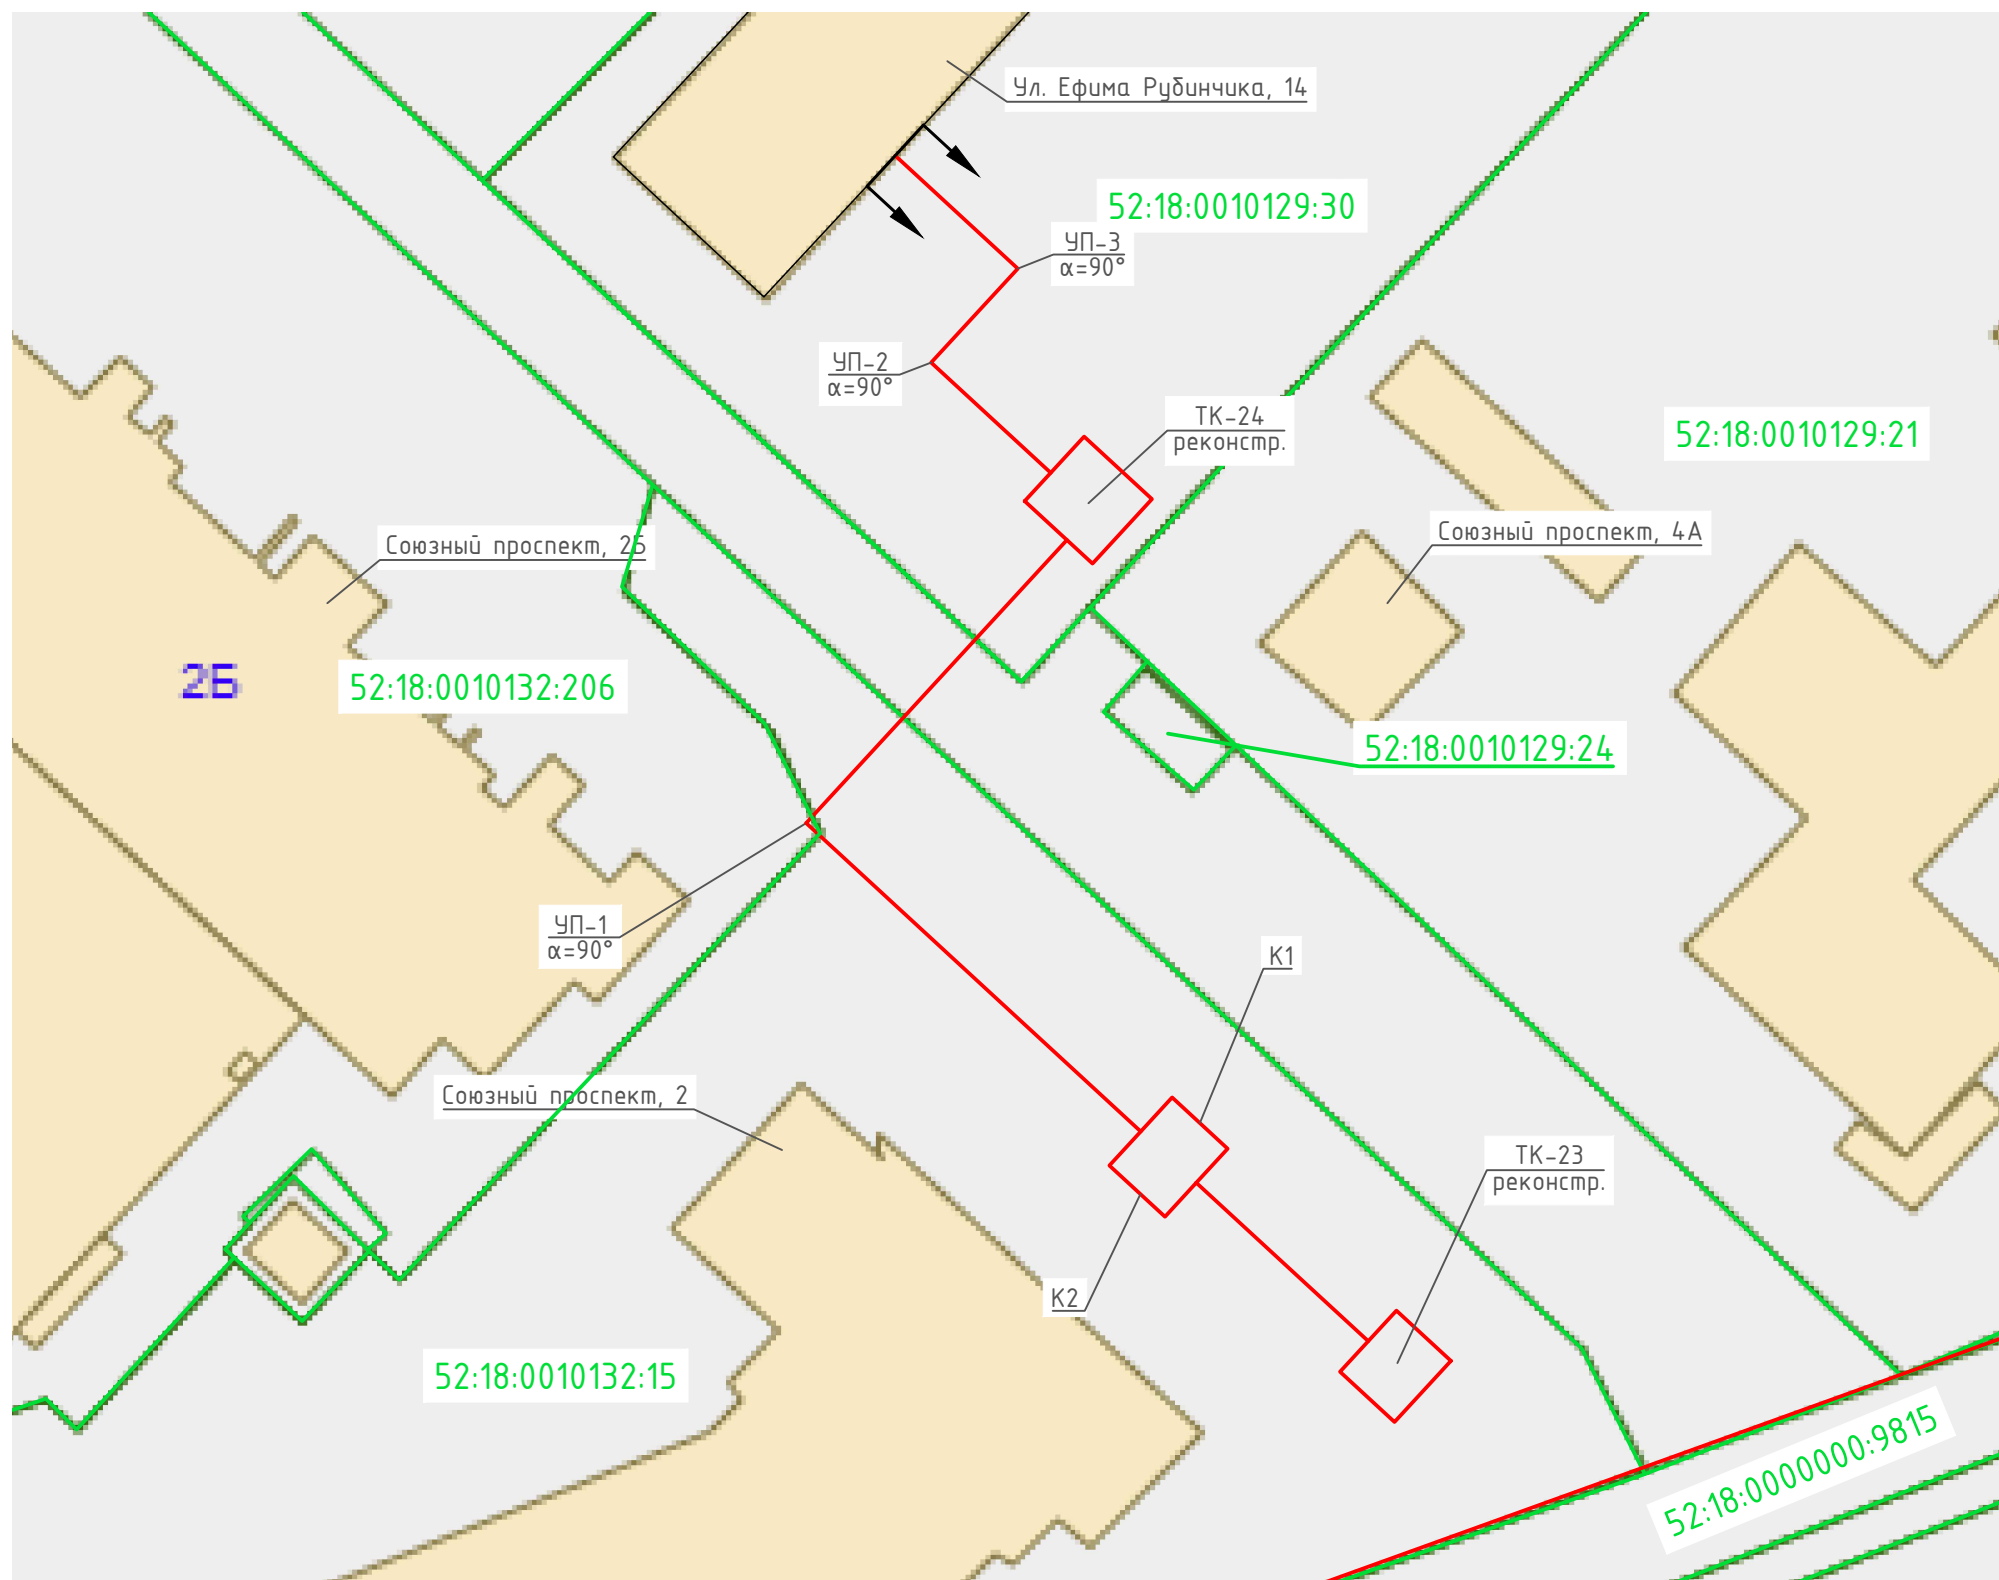 Ул. Ефима Рубинчика, 14
52:18:0010129:30
УП-3
α=90°
УП-2
α=90°
ТК-24
реконстр.
52:18:0010129:21
Союзный проспект, 2Б
Союзный проспект, 4А
2Б
52:18:0010132:206
52:18:0010129:24
УП-1
α=90°
К1
Союзный проспект, 2
ТК-23
реконстр.
К2
52:18:0010132:15
52:18:0000000:9815